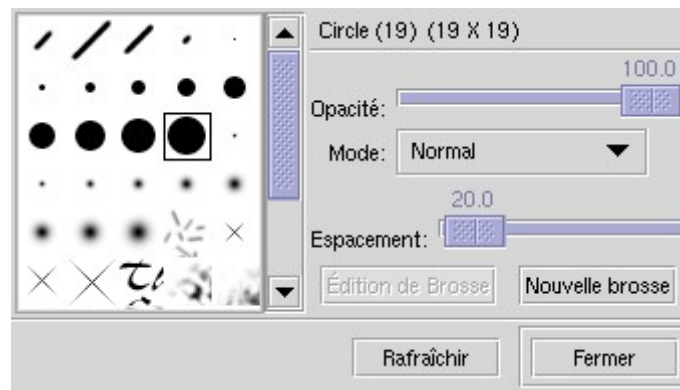 Circle (19) (19 X 19)
100.0
Opacité:
Mode: Normal
20.0
Espacement:
Édition de Brosse Nouvelle brosse
Rafraîchir Fermer